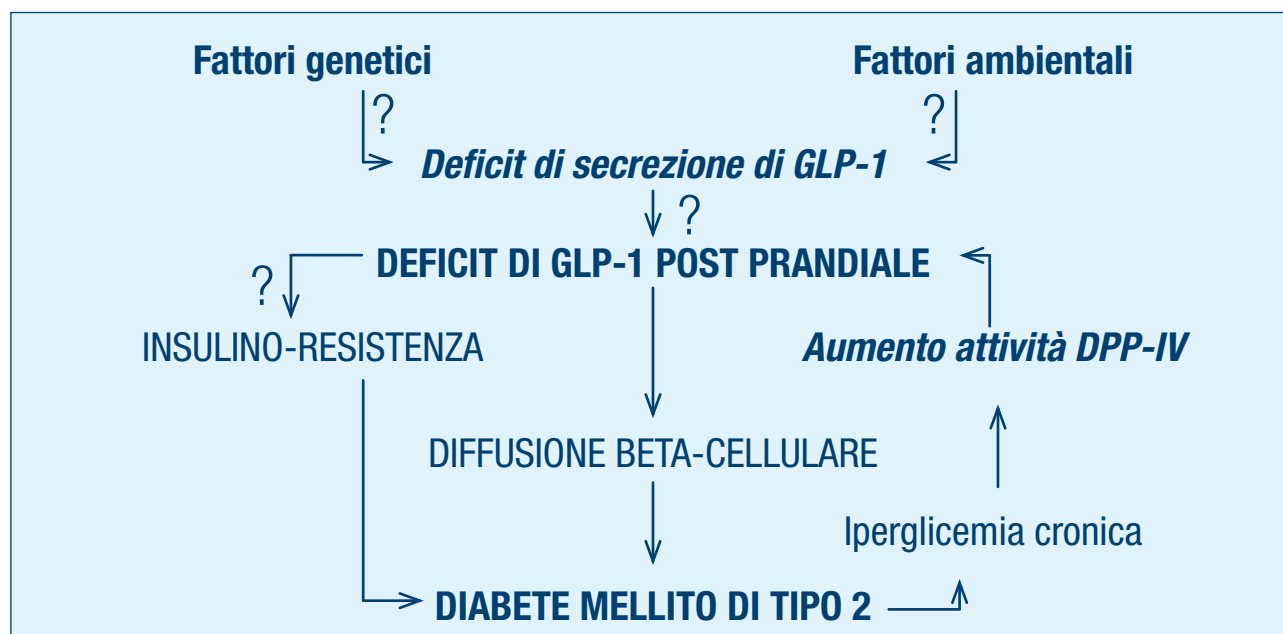 Fattori genetici
Fattori ambientali
?
?
Deficit di secrezione di GLP-1
?
DEFICIT DI GLP-1 POST PRANDIALE
?
INSULINO-RESISTENZA
Aumento attività DPP-IV
DIFFUSIONE BETA-CELLULARE
Iperglicemia cronica
DIABETE MELLITO DI TIPO 2